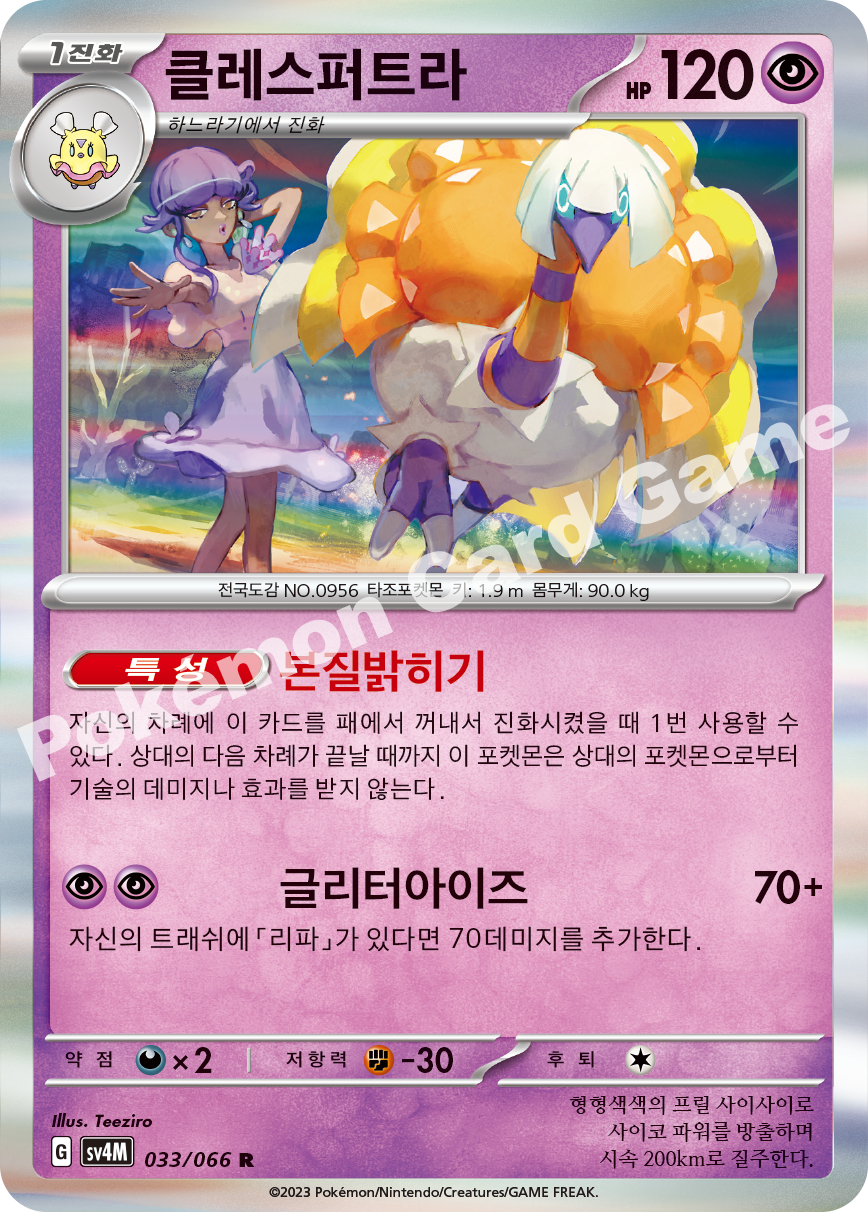 1진화
클레스퍼트라
HP 120
하느라기에서 진화
전국도감 NO.0956 타조포켓몬 키: 1.9 m 몸무게: 90.0 kg
특성 본질밝히기
자신의 차례에 이 카드를 패에서 꺼내서 진화시켰을 때 1번 사용할 수
있다. 상대의 다음 차례가 끝날 때까지 이 포켓몬은 상대의 포켓몬으로부터
기술의 데미지나 효과를 받지 않는다.
글리터아이즈 70+
자신의 트래쉬에 「리파」가 있다면 70데미지를 추가한다.
약점 ×2 저항력 -30 후퇴
Illus. Teeziro
형형색색의 프릴 사이사이로
사이코 파워를 방출하며
시속 200km로 질주한다.
G sv4M 033/066 R
©2023 Pokémon/Nintendo/Creatures/GAME FREAK.
Pokémon Card Game